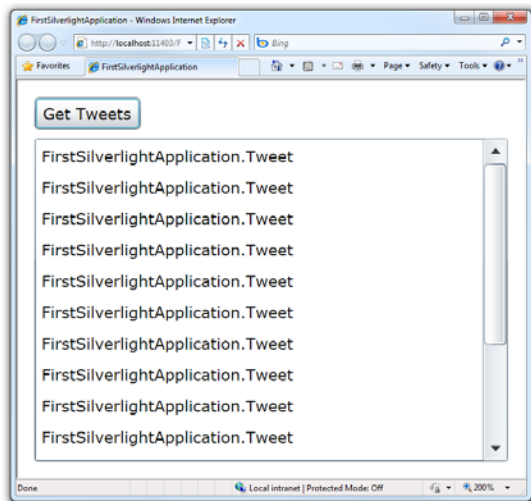 FirstSilverlightApplication - Windows Internet Explorer
http://localhost:11403/F
Bing
Favorites
FirstSilverlightApplication
Page
Safety
Tools
Get Tweets
FirstSilverlightApplication.Tweet
FirstSilverlightApplication.Tweet
FirstSilverlightApplication.Tweet
FirstSilverlightApplication.Tweet
FirstSilverlightApplication.Tweet
FirstSilverlightApplication.Tweet
FirstSilverlightApplication.Tweet
FirstSilverlightApplication.Tweet
FirstSilverlightApplication.Tweet
FirstSilverlightApplication.Tweet
Done
Local intranet | Protected Mode: Off
200%